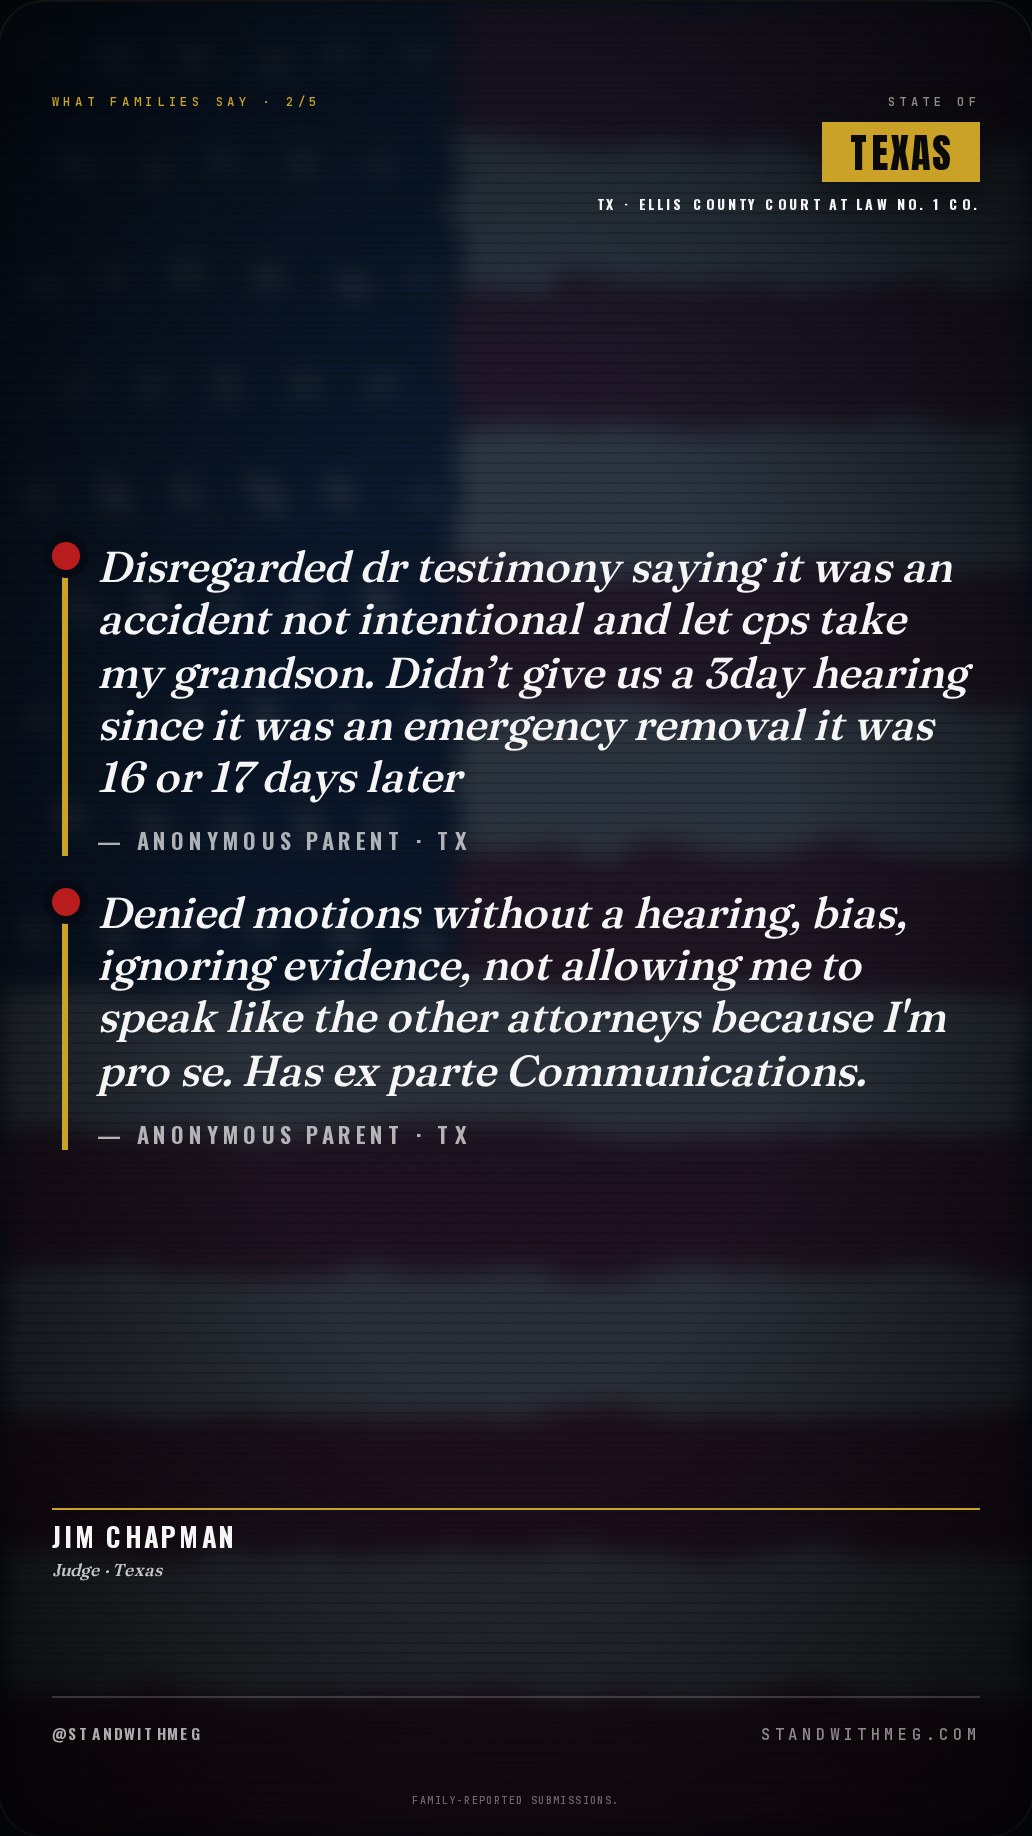 WHAT FAMILIES SAY · 2/5
STATE OF
TEXAS
TX · ELLIS COUNTY COURT AT LAW NO. 1 CO.
Disregarded dr testimony saying it was an
accident not intentional and let cps take
my grandson. Didn’t give us a 3day hearing
since it was an emergency removal it was
16 or 17 days later
— ANONYMOUS PARENT · TX
Denied motions without a hearing, bias,
ignoring evidence, not allowing me to
speak like the other attorneys because I'm
pro se. Has ex parte Communications.
— ANONYMOUS PARENT · TX
JIM CHAPMAN
Judge · Texas
@STANDWITHMEG
STANDWITHMEG.COM
FAMILY-REPORTED SUBMISSIONS.